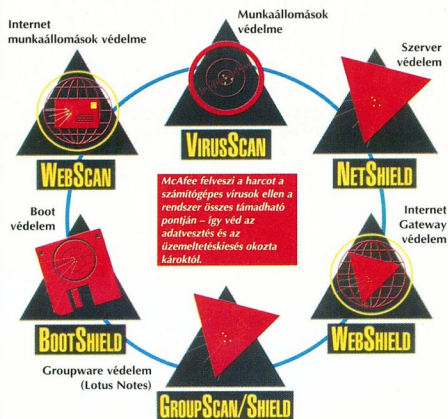 Internet
munkaállomások védelme
Munkaállomások
védelme
Szerver
védelem
VIRUSSCAN
WEBSCAN
NETSHIELD
McAfee felveszi a harcot a
számítógépes vírusok ellen a
rendszer összes támadható
pontján – így véd az
adatvesztés és az
üzemeltetéskiesés okozta
károktól.
Boot
védelem
Internet
Gateway
védelem
BOOTSHIELD
WEBSHIELD
Groupware védelem
(Lotus Notes)
GROUPSCAN/SHIELD